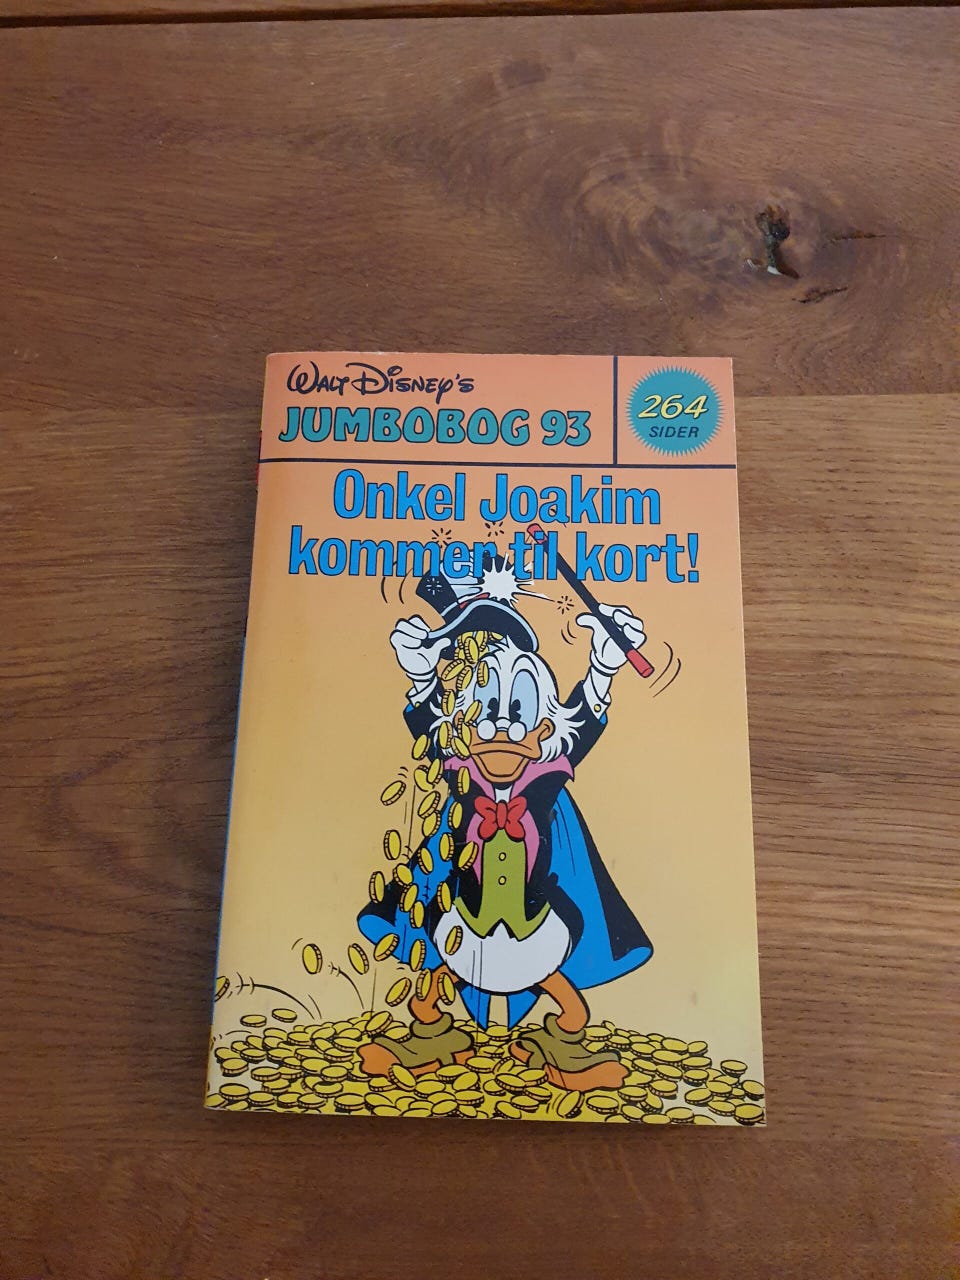 Walt Disney's
JUMBOBOG 93
264
SIDER
Onkel Joakim
kommer til kort!